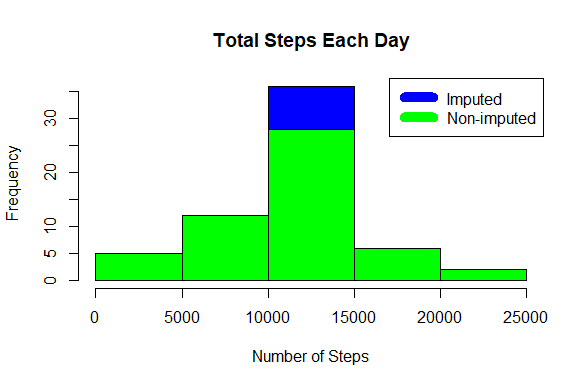 Total Steps Each Day
Imputed
Non-imputed
Frequency
30
20
10
5
0
0 5000 10000 15000 20000 25000
Number of Steps